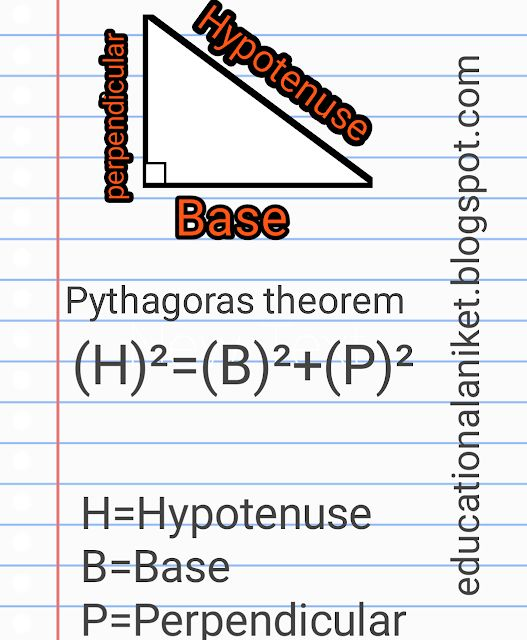 perpendicular
Hypotenuse
Base
Pythagoras theorem
(H)²=(B)²+(P)²
H=Hypotenuse
B=Base
P=Perpendicular
educationalaniket.blogspot.com